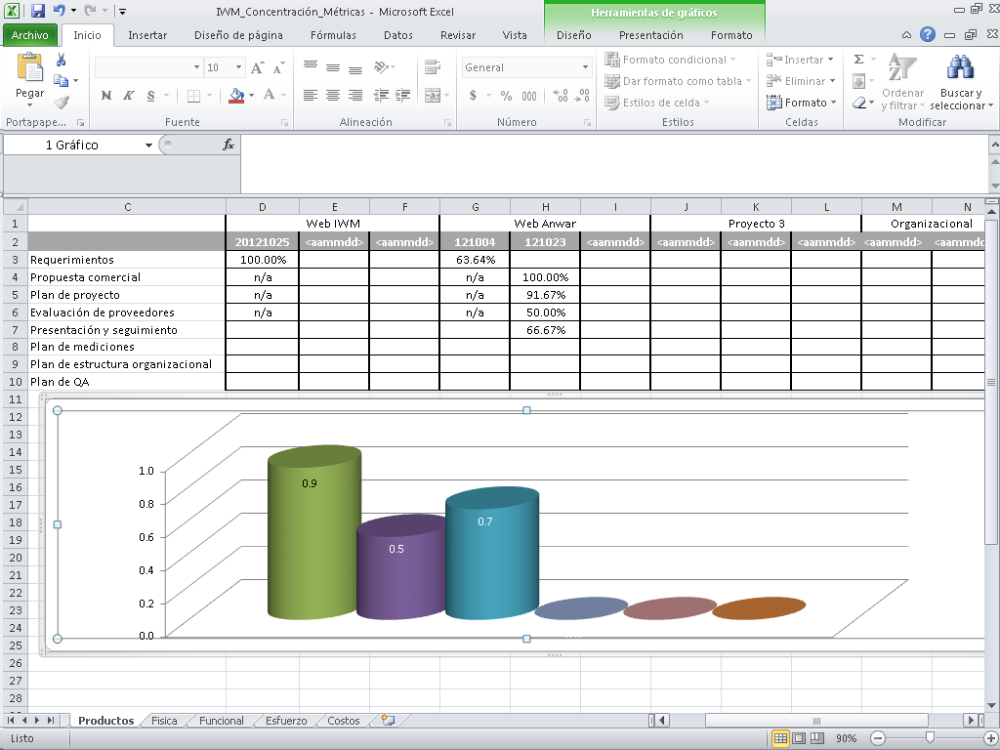 IWM_Concentración_Métricas - Microsoft Excel
Herramientas de gráficos
Archivo Inicio Insertar Diseño de página Fórmulas Datos Revisar Vista Diseño Presentación Formato
Pegar
Portapape...
10 A A
N K S A
Fuente
Alineación
General
$ % 000
Número
Formato condicional
Dar formato como tabla
Estilos de celda
Estilos
Insertar
Eliminar
Formato
Celdas
Σ
Ordenar y filtrar
Buscar y seleccionar
Modificar
1 Gráfico fx
C D E F G H I J K L M N
1 Web IWM Web Anwar Proyecto 3 Organizacional
2 20121025 <aammdd> <aammdd> 121004 121023 <aammdd> <aammdd> <aammdd> <aammdd> <aammdd> <aammdd
3 Requerimientos 100.00% 63.64%
4 Propuesta comercial n/a n/a 100.00%
5 Plan de proyecto n/a n/a 91.67%
6 Evaluación de proveedores n/a n/a 50.00%
7 Presentación y seguimiento 66.67%
8 Plan de mediciones
9 Plan de estructura organizacional
10 Plan de QA
11
12
13
14
15
16
17
18
19
20
21
22
23
24
25
26
27
28
1.0
0.8
0.6
0.4
0.2
0.0
0.9
0.5
0.7
Productos Fisica Funcional Esfuerzo Costos
Listo 90%